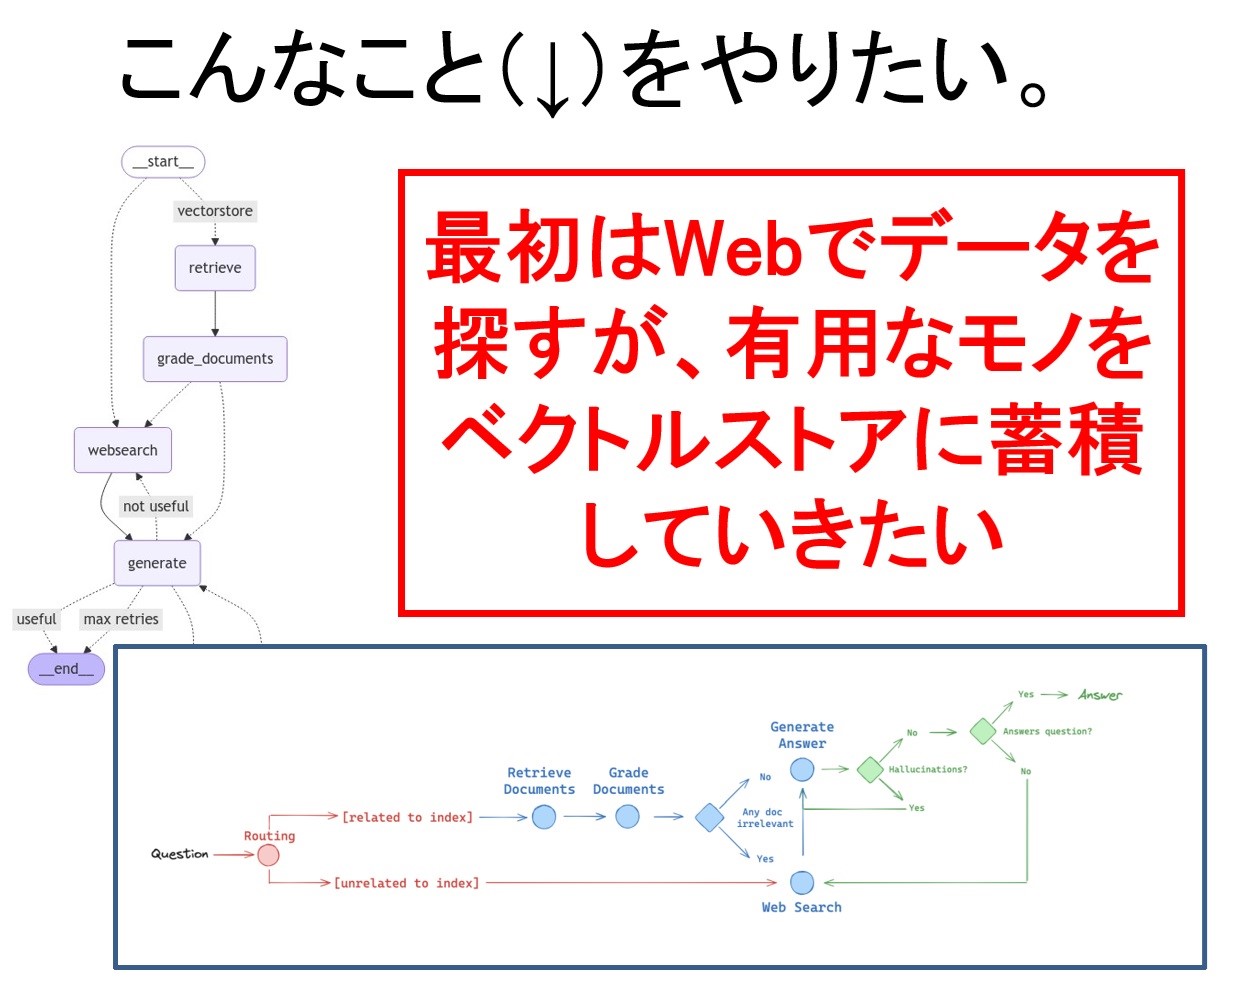 こんなこと(↓)をやりたい。
__start__
vectorstore
retrieve
grade_documents
websearch
not useful
generate
useful
max retries
__end__
最初はWebでデータを
探すが、有用なモノを
ベクトルストアに蓄積
していきたい
Question
Routing
[related to index]
[unrelated to index]
Retrieve
Documents
Grade
Documents
No
Any doc
irrelevant
Yes
Generate
Answer
Web Search
No
Hallucinations?
Yes
Yes
Answer
Answers question?
No